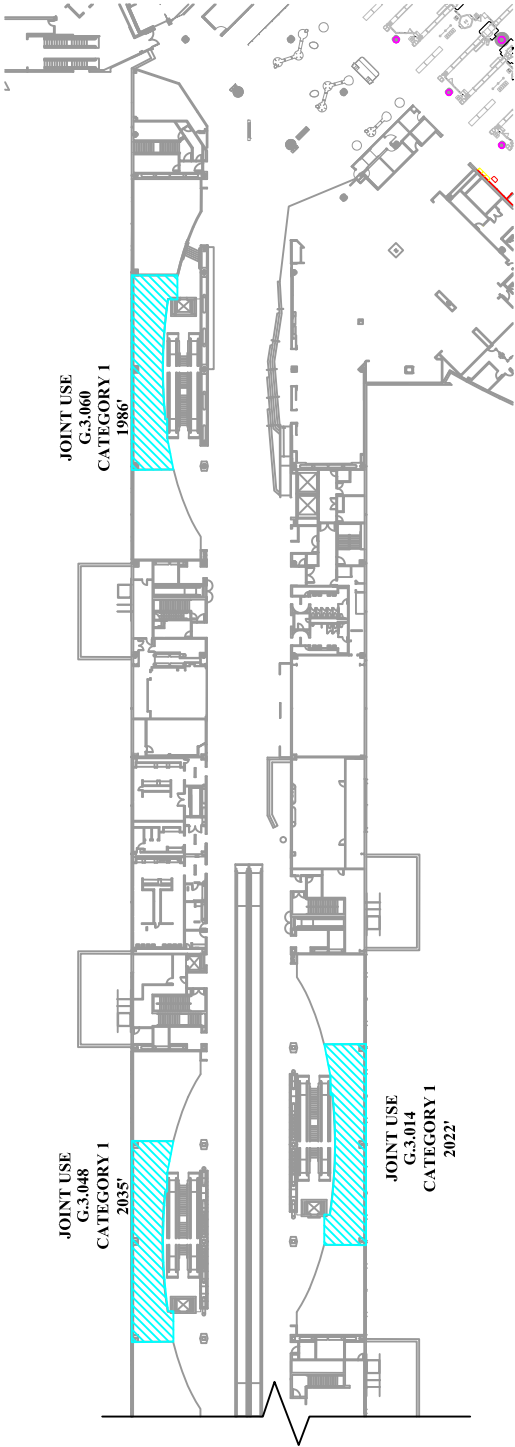 JOINT USE
G.3.060
CATEGORY 1
1986'
JOINT USE
G.3.048
CATEGORY 1
2035'
JOINT USE
G.3.014
CATEGORY 1
2022'